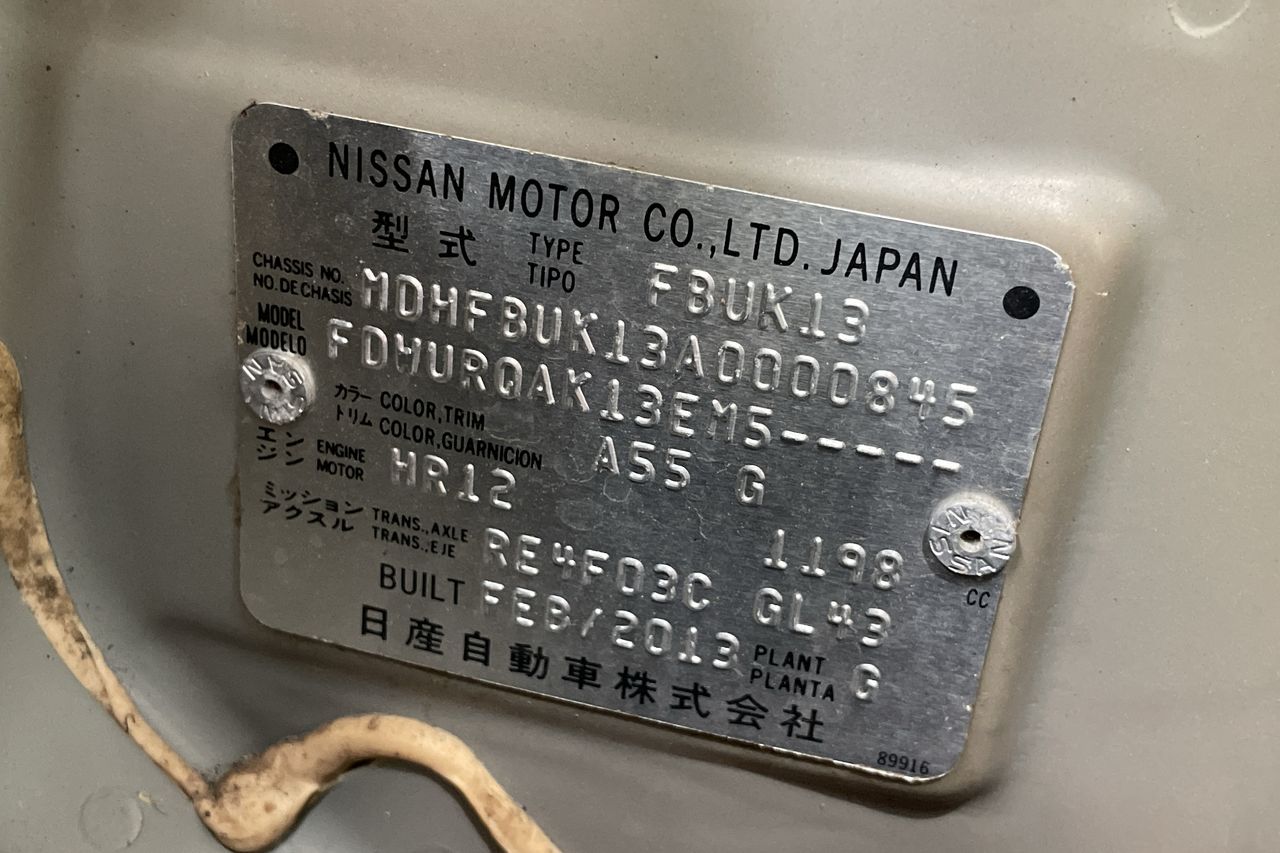 NISSAN MOTOR CO.,LTD. JAPAN
型式 TYPE TIPO FBUK13
CHASSIS NO. NO.DE CHASIS MDHFBUK13A0000845
MODEL MODELO FDWURQAK13EM5-----
カラー COLOR,TRIM トリム COLOR,GUARNICION A55 G
エンジン ENGINE MOTOR HR12 1198 CC
ミッション アクスル TRANS.,AXLE TRANS.,EJE RE4F03C GL43
BUILT FEB/2013 PLANT PLANTA G
日産自動車株式会社
89916
NISSAN
NISSAN